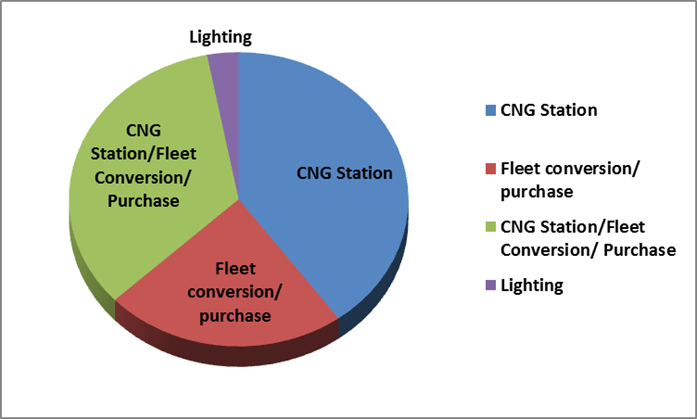 Lighting
CNG
Station/Fleet
Conversion/
Purchase
CNG Station
Fleet
conversion/
purchase
CNG Station
Fleet conversion/
purchase
CNG Station/Fleet
Conversion/ Purchase
Lighting